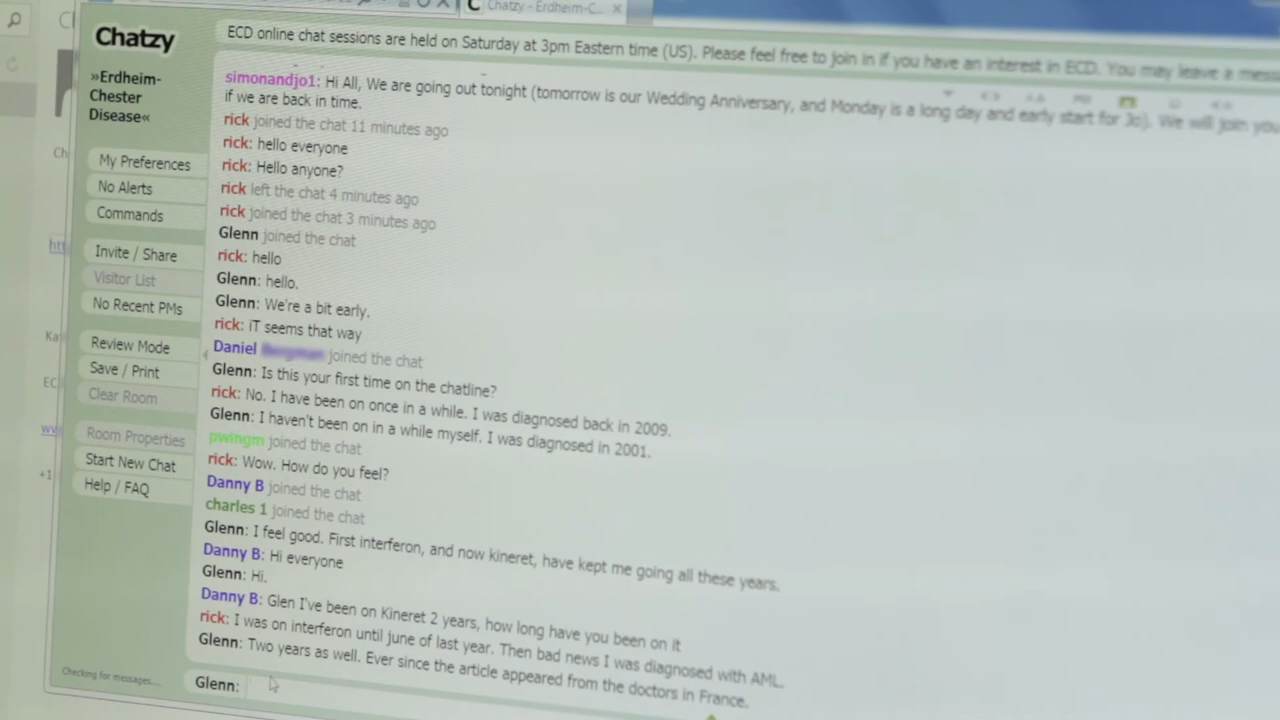 Chatzy - Erdheim-C...
Chatzy
»Erdheim-
Chester
Disease«
ECD online chat sessions are held on Saturday at 3pm Eastern time (US). Please feel free to join in if you have an interest in ECD. You may leave a
simonandjo1: Hi All, We are going out tonight (tomorrow is our Wedding Anniversary, and Monday is a long day and early start for Jo). We will join you
if we are back in time.
rick joined the chat 11 minutes ago
rick: hello everyone
rick: Hello anyone?
rick left the chat 4 minutes ago
rick joined the chat 3 minutes ago
Glenn joined the chat
rick: hello
Glenn: hello.
Glenn: We're a bit early.
rick: iT seems that way
Daniel joined the chat
Glenn: Is this your first time on the chatline?
rick: No. I have been on once in a while. I was diagnosed back in 2009.
Glenn: I haven't been on in a while myself. I was diagnosed in 2001.
pwingm joined the chat
rick: Wow. How do you feel?
Danny B joined the chat
charles 1 joined the chat
Glenn: I feel good. First interferon, and now kineret, have kept me going all these years.
Danny B: Hi everyone
Glenn: Hi.
Danny B: Glen I've been on Kineret 2 years, how long have you been on it
rick: I was on interferon until june of last year. Then bad news I was diagnosed with AML.
Glenn: Two years as well. Ever since the article appeared from the doctors in France.
Glenn:
My Preferences
No Alerts
Commands
Invite / Share
Visitor List
No Recent PMs
Review Mode
Save / Print
Clear Room
Room Properties
Start New Chat
Help / FAQ
Checking for messages....